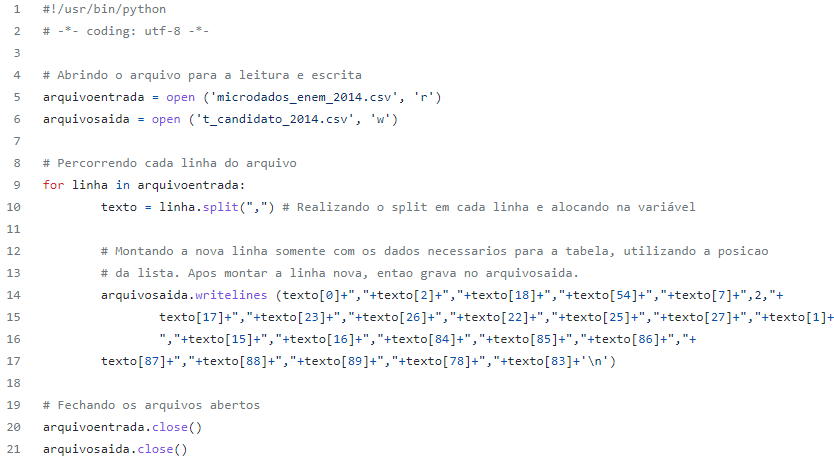 1 #!/usr/bin/python
2 # -*- coding: utf-8 -*-
3
4 # Abrindo o arquivo para a leitura e escrita
5 arquivoentrada = open ('microdados_enem_2014.csv', 'r')
6 arquivosaida = open ('t_candidato_2014.csv', 'w')
7
8 # Percorrendo cada linha do arquivo
9 for linha in arquivoentrada:
10 texto = linha.split(",") # Realizando o split em cada linha e alocando na variável
11
12 # Montando a nova linha somente com os dados necessarios para a tabela, utilizando a posicao
13 # da lista. Apos montar a linha nova, entao grava no arquivosaida.
14 arquivosaida.writelines (texto[0]+","+texto[2]+","+texto[18]+","+texto[54]+","+texto[7]+",2,"+
15 texto[17]+","+texto[23]+","+texto[26]+","+texto[22]+","+texto[25]+","+texto[27]+","+texto[1]+
16 ","+texto[15]+","+texto[16]+","+texto[84]+","+texto[85]+","+texto[86]+","+
17 texto[87]+","+texto[88]+","+texto[89]+","+texto[78]+","+texto[83]+'\n')
18
19 # Fechando os arquivos abertos
20 arquivoentrada.close()
21 arquivosaida.close()